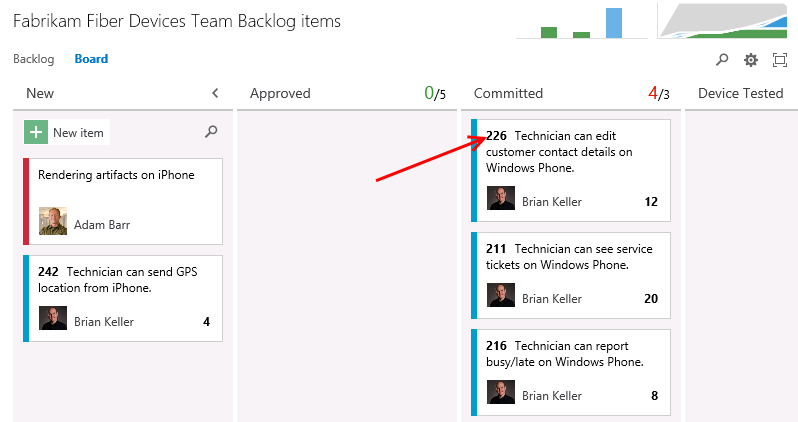 Fabrikam Fiber Devices Team Backlog items
Backlog Board
New
New item
Rendering artifacts on iPhone
Adam Barr
242 Technician can send GPS
location from iPhone.
Brian Keller 4
Approved 0/5
Committed 4/3
226 Technician can edit
customer contact details on
Windows Phone.
Brian Keller 12
211 Technician can see service
tickets on Windows Phone.
Brian Keller 20
216 Technician can report
busy/late on Windows Phone.
Brian Keller 8
Device Tested